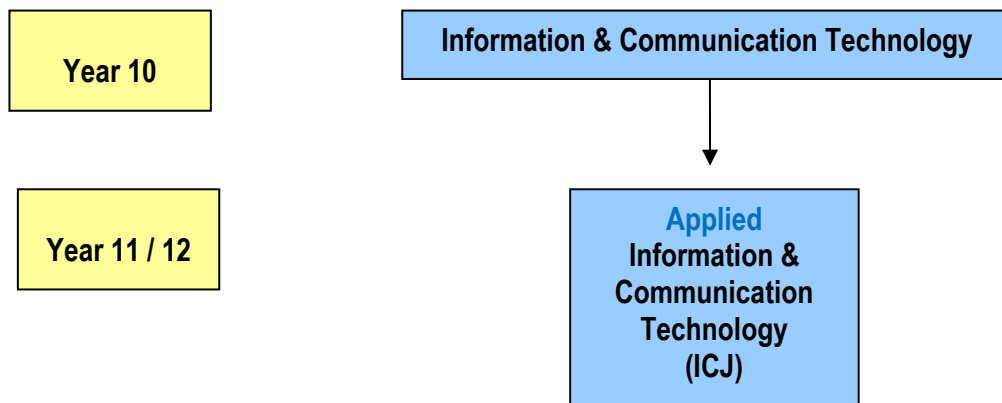 Year 10
Information & Communication Technology
Year 11 / 12
Applied
Information &
Communication
Technology
(ICJ)